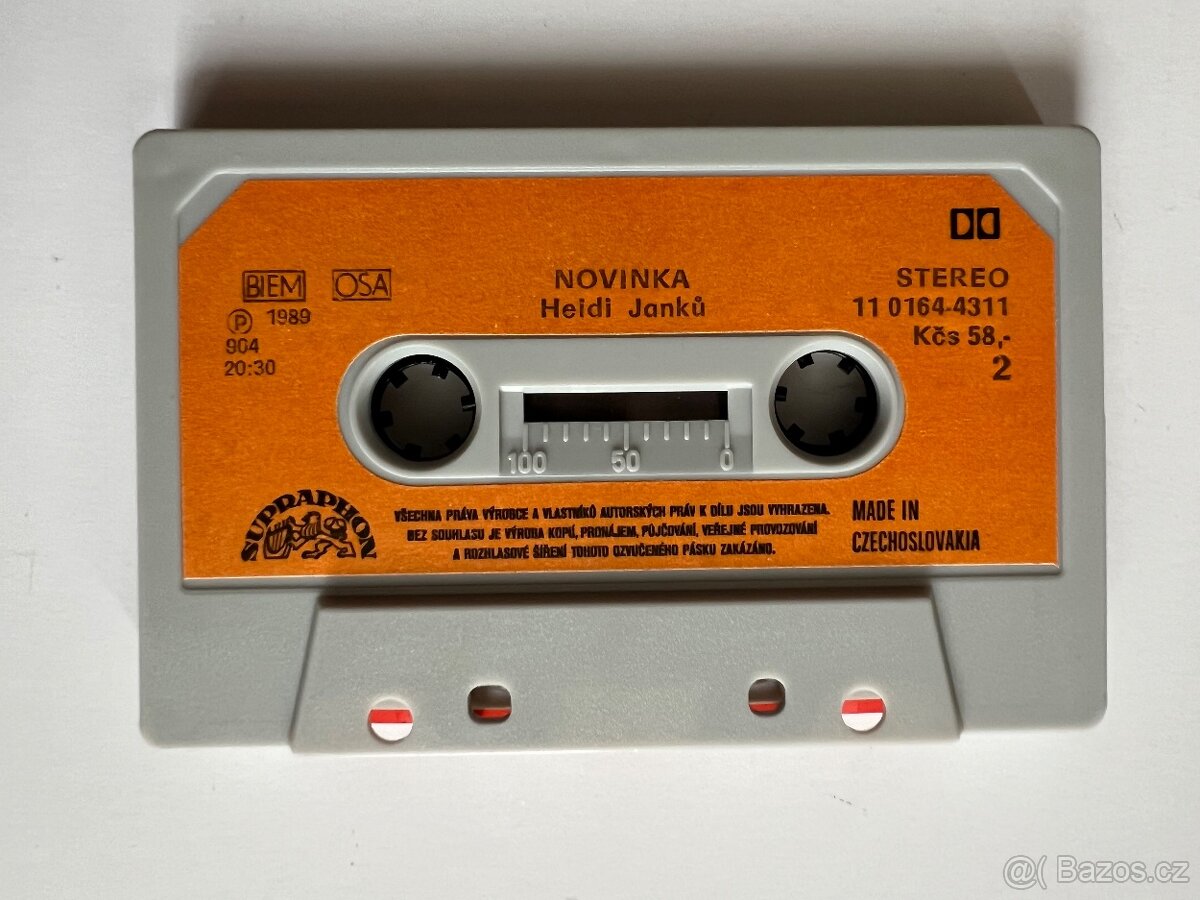 BIEM OSA
Ⓟ 1989
904
20:30
NOVINKA
Heidi Janků
STEREO
11 0164-4311
Kčs 58,-
2
100 50 0
SUPRAPHON
VŠECHNA PRÁVA VÝROBCE A VLASTNÍKŮ AUTORSKÝCH PRÁV K DÍLU JSOU VYHRAZENA.
BEZ SOUHLASU JE VÝROBA KOPIÍ, PRONÁJEM, PŮJČOVÁNÍ, VEŘEJNÉ PROVOZOVÁNÍ
A ROZHLASOVÉ ŠÍŘENÍ TOHOTO OZVUČENÉHO PÁSKU ZAKÁZÁNO.
MADE IN
CZECHOSLOVAKIA
@( Bazos.cz